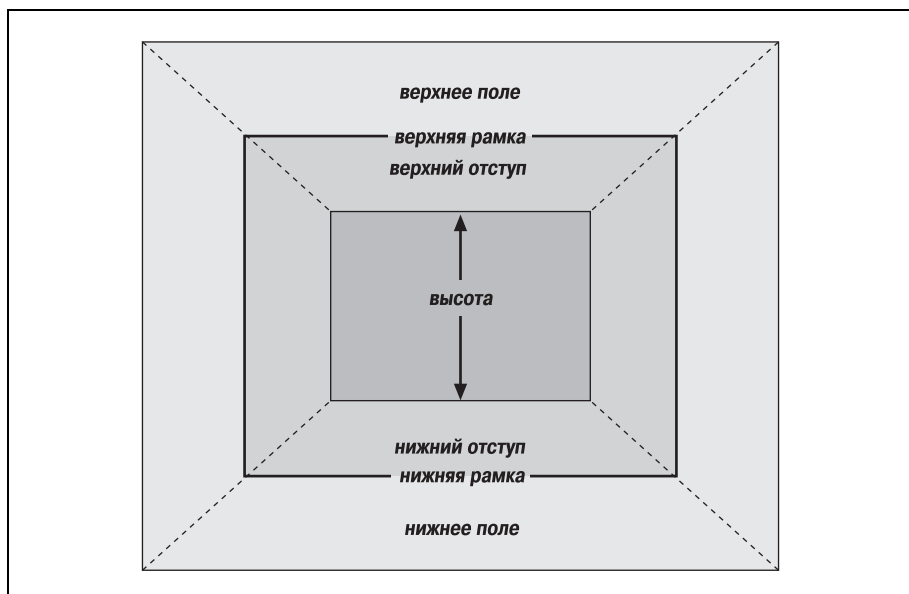 верхнее поле
верхняя рамка
верхний отступ
высота
нижний отступ
нижняя рамка
нижнее поле